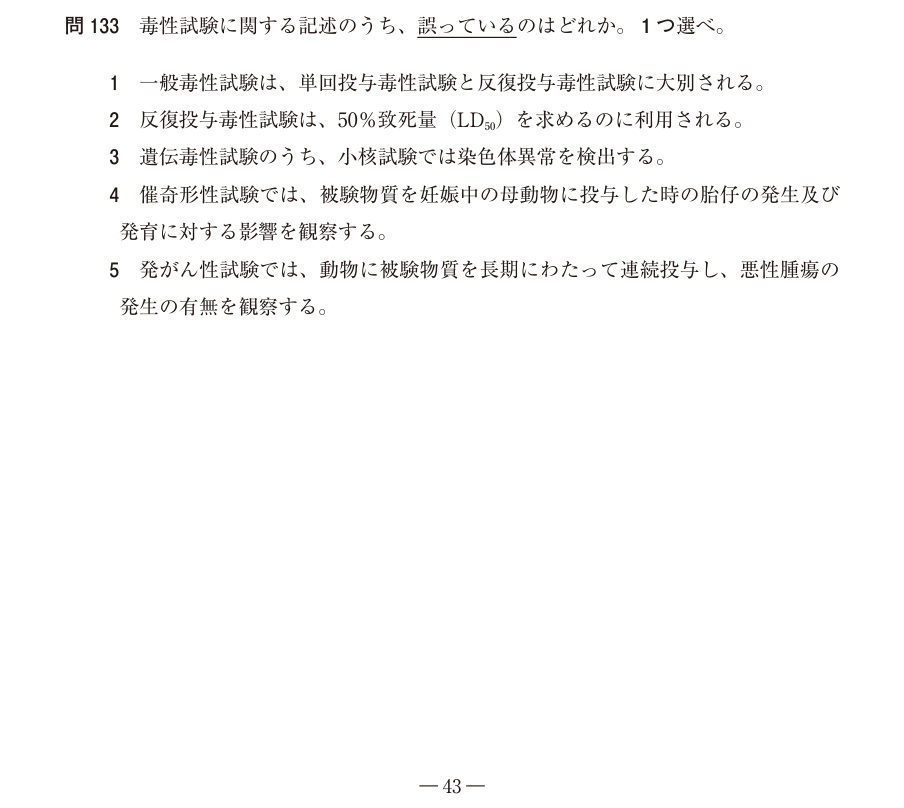 問 133 毒性試験に関する記述のうち、誤っているのはどれか。1つ選べ。
1 一般毒性試験は、単回投与毒性試験と反復投与毒性試験に大別される。
2 反復投与毒性試験は、50%致死量（LD₅₀）を求めるのに利用される。
3 遺伝毒性試験のうち、小核試験では染色体異常を検出する。
4 催奇形性試験では、被験物質を妊娠中の母動物に投与した時の胎仔の発生及び
発育に対する影響を観察する。
5 発がん性試験では、動物に被験物質を長期にわたって連続投与し、悪性腫瘍の
発生の有無を観察する。
― 43 ―